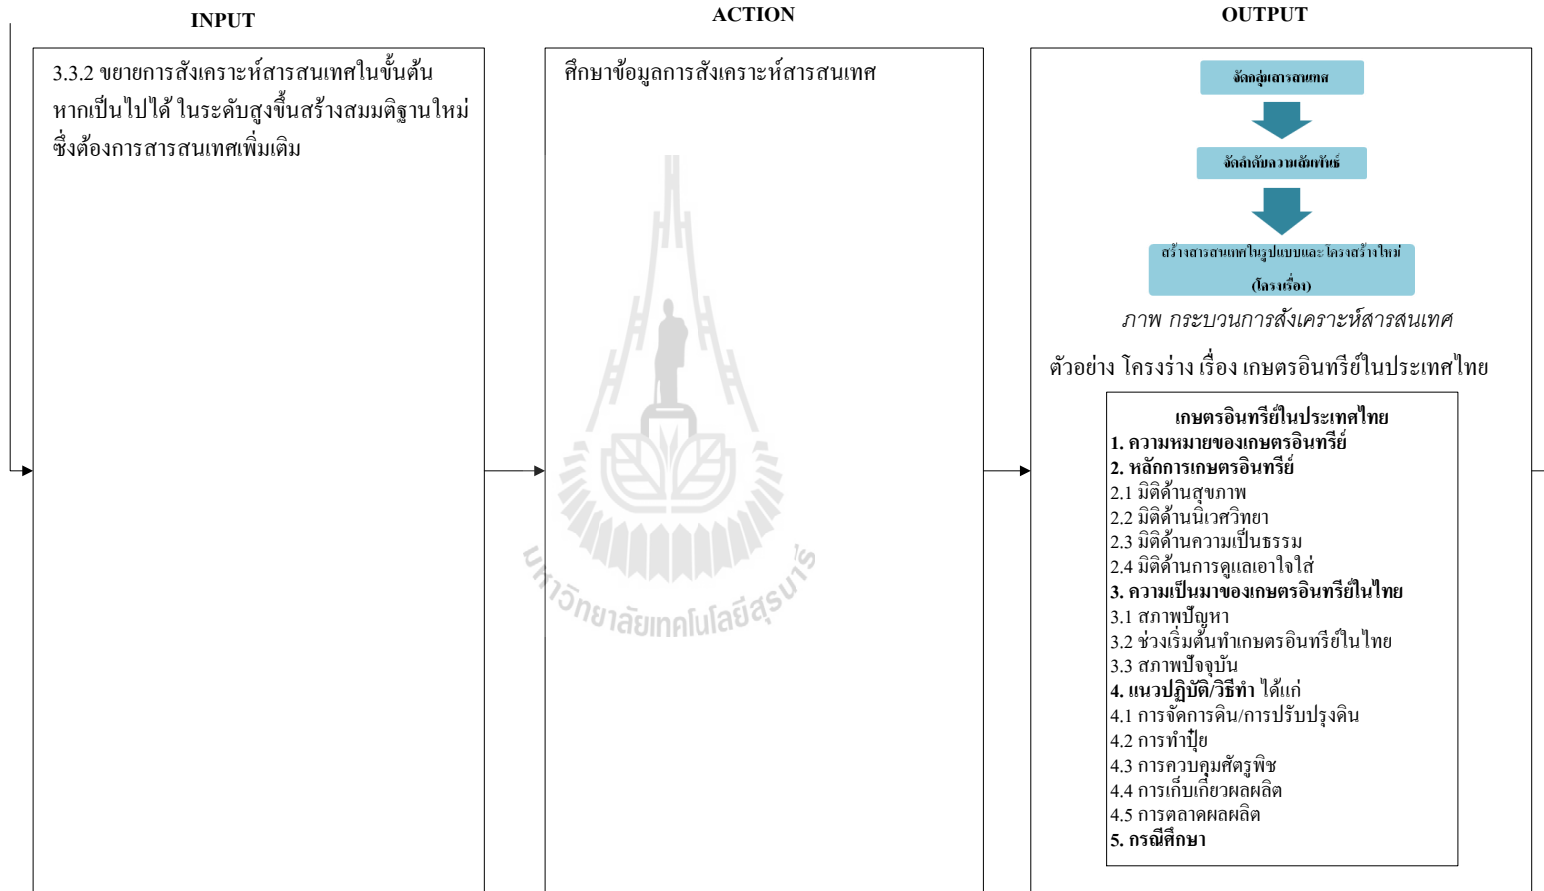 INPUT
ACTION
OUTPUT
3.3.2 ขยายการสังเคราะห์สารสนเทศในขั้นต้น
หากเป็นไปได้ ในระดับสูงขึ้นสร้างสมมติฐานใหม่
ซึ่งต้องการสารสนเทศเพิ่มเติม
ศึกษาข้อมูลการสังเคราะห์สารสนเทศ
จัดกลุ่มสารสนเทศ
จัดลำดับความสัมพันธ์
สร้างสารสนเทศในรูปแบบและโครงสร้างใหม่
(โครงเรื่อง)
ภาพ กระบวนการสังเคราะห์สารสนเทศ
ตัวอย่าง โครงร่าง เรื่อง เกษตรอินทรีย์ในประเทศไทย
เกษตรอินทรีย์ในประเทศไทย
1. ความหมายของเกษตรอินทรีย์
2. หลักการเกษตรอินทรีย์
2.1 มิติด้านสุขภาพ
2.2 มิติด้านนิเวศวิทยา
2.3 มิติด้านความเป็นธรรม
2.4 มิติด้านการดูแลเอาใจใส่
3. ความเป็นมาของเกษตรอินทรีย์ในไทย
3.1 สภาพปัญหา
3.2 ช่วงเริ่มต้นทำเกษตรอินทรีย์ในไทย
3.3 สภาพปัจจุบัน
4. แนวปฏิบัติ/วิธีทำ ได้แก่
4.1 การจัดการดิน/การปรับปรุงดิน
4.2 การทำปุ๋ย
4.3 การควบคุมศัตรูพืช
4.4 การเก็บเกี่ยวผลผลิต
4.5 การตลาดผลผลิต
5. กรณีศึกษา
มหาวิทยาลัยเทคโนโลยีสุรนารี